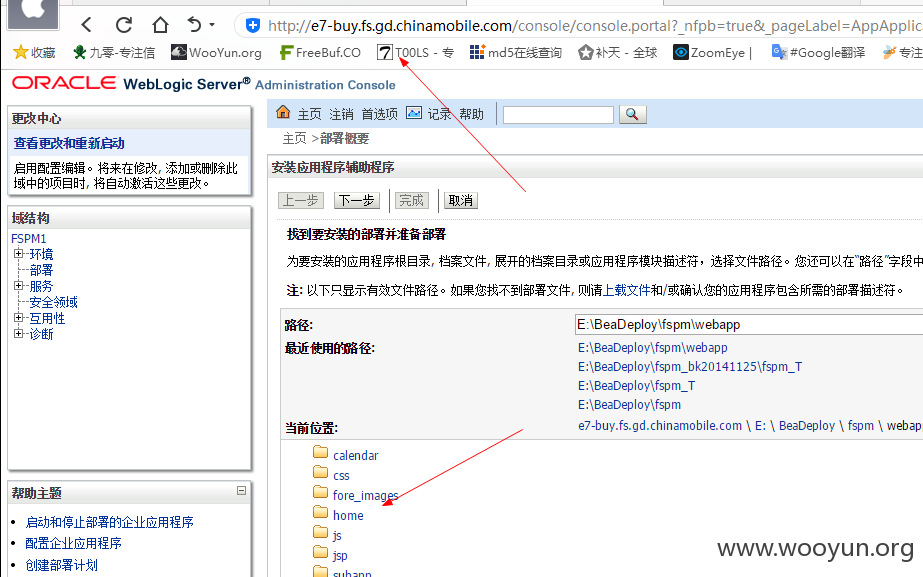 http://e7-buy.fs.gd.chinamobile.com/console/console.portal?_nfpb=true&_pageLabel=AppApplic
收藏 九零-专注信 WooYun.org FreeBuf.CO T00LS - 专 md5在线查询 补天 - 全球 ZoomEye | #Google翻译 专注
ORACLE WebLogic Server® Administration Console
更改中心
查看更改和重新启动
启用配置编辑。将来在修改, 添加或删除此
域中的项目时, 将自动激活这些更改。
域结构
FSPM1
环境
部署
服务
安全领域
互用性
诊断
帮助主题
启动和停止部署的企业应用程序
配置企业应用程序
创建部署计划
主页 注销 首选项 记录 帮助
主页 >部署概要
安装应用程序辅助程序
上一步 下一步 完成 取消
找到要安装的部署并准备部署
为要安装的应用程序根目录, 档案文件, 展开的档案目录或应用程序模块描述符，选择文件路径。您还可以在"路径"字段中
注: 以下只显示有效文件路径。如果您找不到部署文件, 则请上载文件和/或确认您的应用程序包含所需的部署描述符。
路径: E:\BeaDeploy\fspm\webapp
最近使用的路径: E:\BeaDeploy\fspm\webapp
E:\BeaDeploy\fspm_bk20141125\fspm_T
E:\BeaDeploy\fspm_T
E:\BeaDeploy\fspm
当前位置: e7-buy.fs.gd.chinamobile.com \ E: \ BeaDeploy \ fspm \ webapp
calendar
css
fore_images
home
js
jsp
subapp
www.wooyun.org